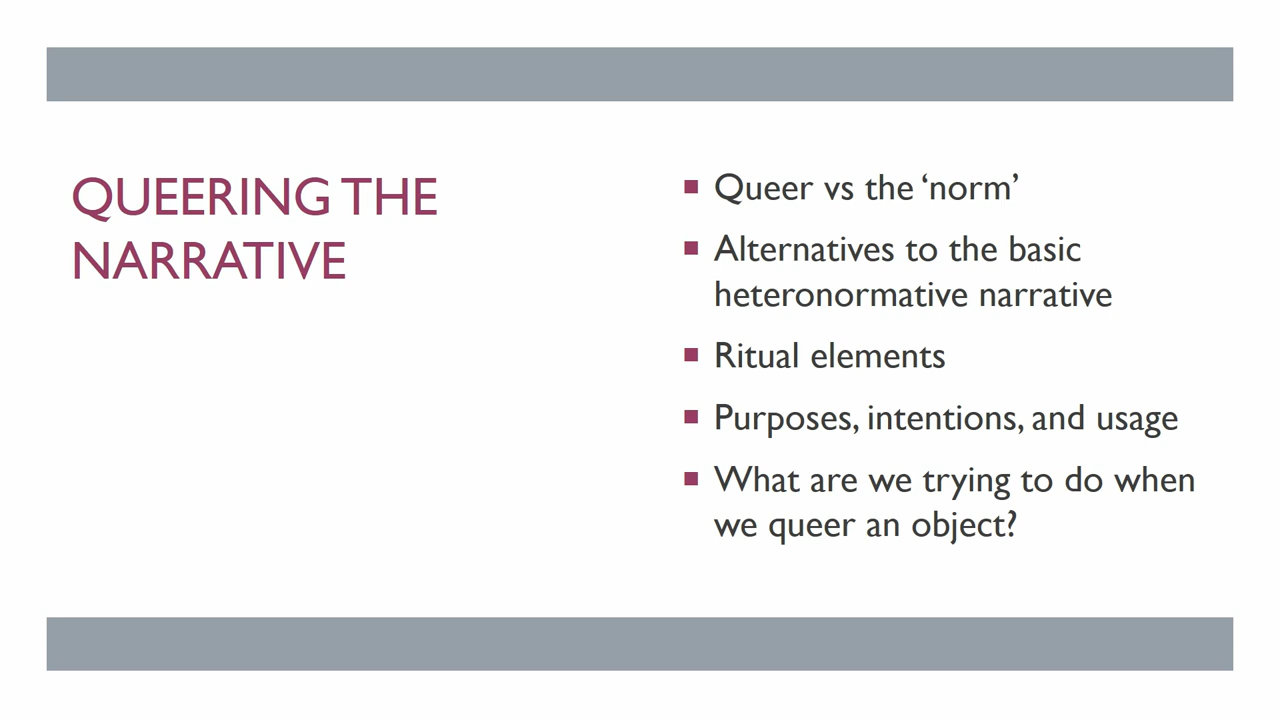 QUEERING THE
NARRATIVE
Queer vs the ‘norm’
Alternatives to the basic
heteronormative narrative
Ritual elements
Purposes, intentions, and usage
What are we trying to do when
we queer an object?